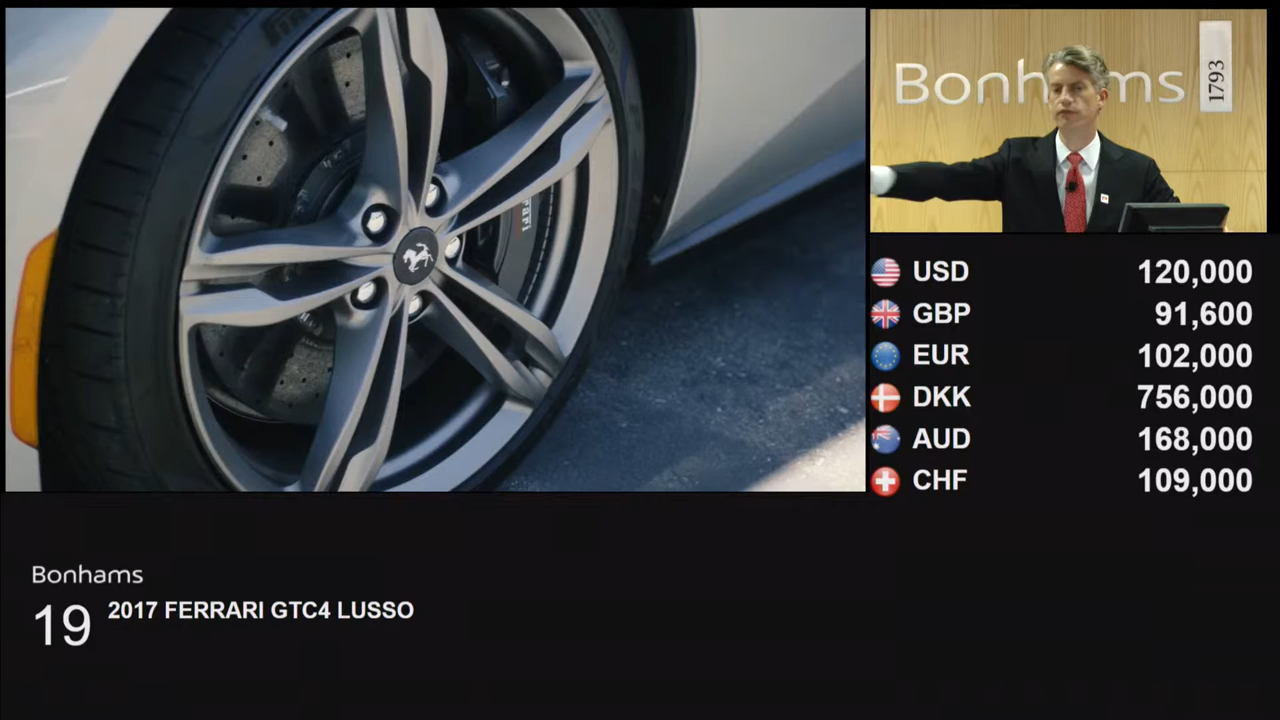 Bonhams
1793
USD 120,000
GBP 91,600
EUR 102,000
DKK 756,000
AUD 168,000
CHF 109,000
Bonhams
19 2017 FERRARI GTC4 LUSSO